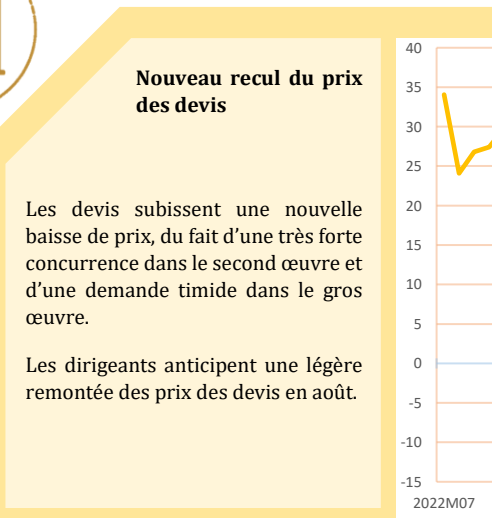 Nouveau recul du prix
des devis
Les devis subissent une nouvelle
baisse de prix, du fait d’une très forte
concurrence dans le second œuvre et
d’une demande timide dans le gros
œuvre.
Les dirigeants anticipent une légère
remontée des prix des devis en août.
40
35
30
25
20
15
10
5
0
-5
-10
-15
2022M07